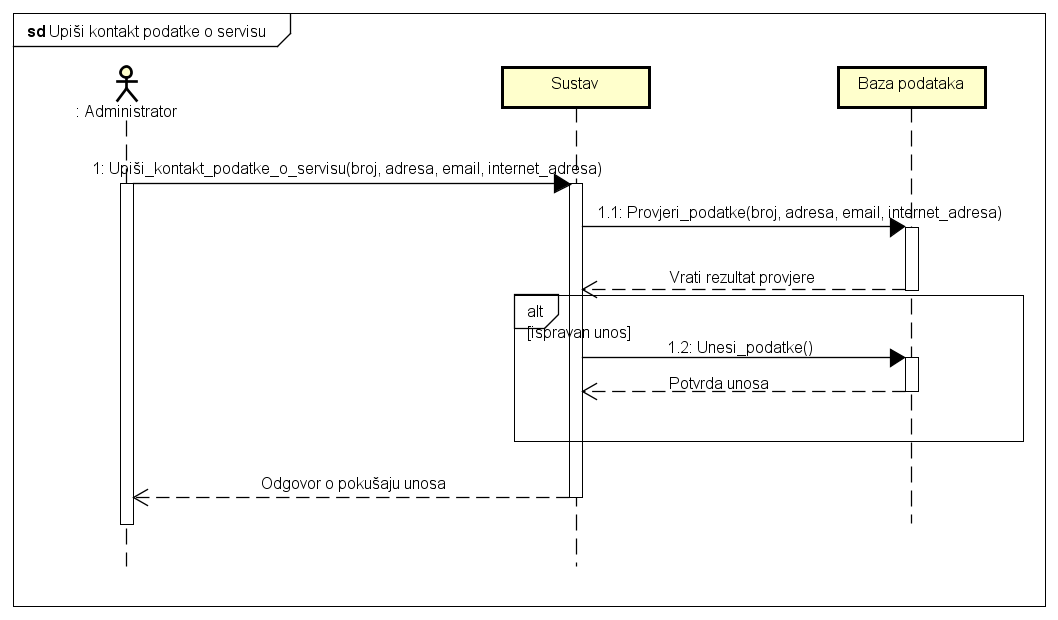 sd Upiši kontakt podatke o servisu
: Administrator
Sustav
Baza podataka
1: Upiši_kontakt_podatke_o_servisu(broj, adresa, email, internet_adresa)
1.1: Provjeri_podatke(broj, adresa, email, internet_adresa)
Vrati rezultat provjere
alt
[ispravan unos]
1.2: Unesi_podatke()
Potvrda unosa
Odgovor o pokušaju unosa